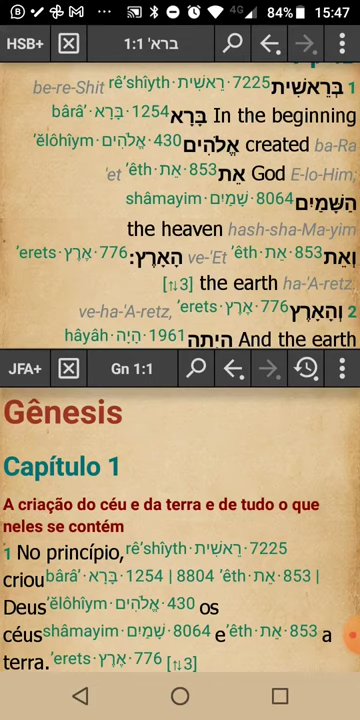 4G 84% 15:47
HSB+ ברא' 1:1
1 בְּרֵאשִׁית 7225 · רֵאשִׁית · rê'shîyth be-re-Shit
In the beginning בָּרָא 1254 · בָּרָא · bârâ'
ba-Ra created אֱלֹהִים 430 · אֱלֹהִים · 'ĕlôhîym
E-lo-Him; God אֵת 853 · אֵת · 'êth 'et
הַשָּׁמַיִם 8064 · שָׁמַיִם · shâmayim
hash-sha-Ma-yim the heaven
וְאֵת 853 · אֵת · 'êth ve-'Et הָאָרֶץ׃ 776 · אֶרֶץ · 'erets
ha-'A-retz. the earth [⇅3]
2 וְהָאָרֶץ 776 · אֶרֶץ · 'erets ve-ha-'A-retz,
And the earth הָיְתָה 1961 · הָיָה · hâyâh
JFA+ Gn 1:1
Gênesis
Capítulo 1
A criação do céu e da terra e de tudo o que
neles se contém
1 No princípio, rê'shîyth · רֵאשִׁית · 7225
criou bârâ' · בָּרָא · 1254 | 8804 'êth · אֵת · 853 |
Deus 'ĕlôhîym · אֱלֹהִים · 430 os
céus shâmayim · שָׁמַיִם · 8064 e 'êth · אֵת · 853 a
terra. 'erets · אֶרֶץ · 776 [⇅3]